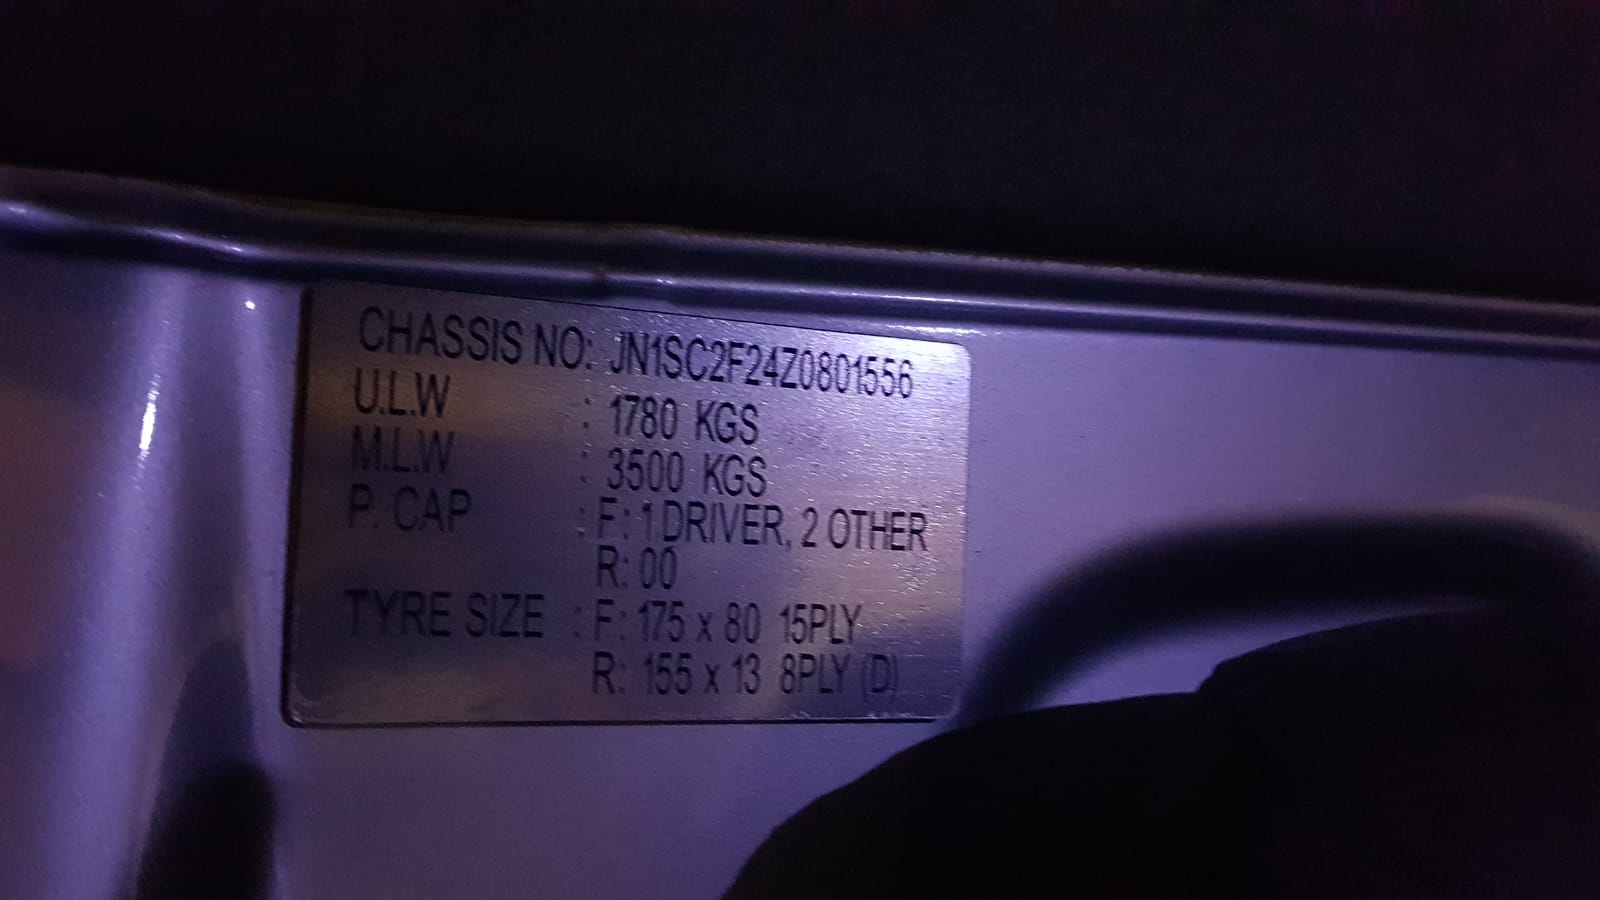 CHASSIS NO: JN1SC2F24Z0801556
U.L.W : 1780 KGS
M.L.W : 3500 KGS
P. CAP : F: 1 DRIVER, 2 OTHER
R: 00
TYRE SIZE : F: 175 x 80 15PLY
R: 155 x 13 8PLY (D)